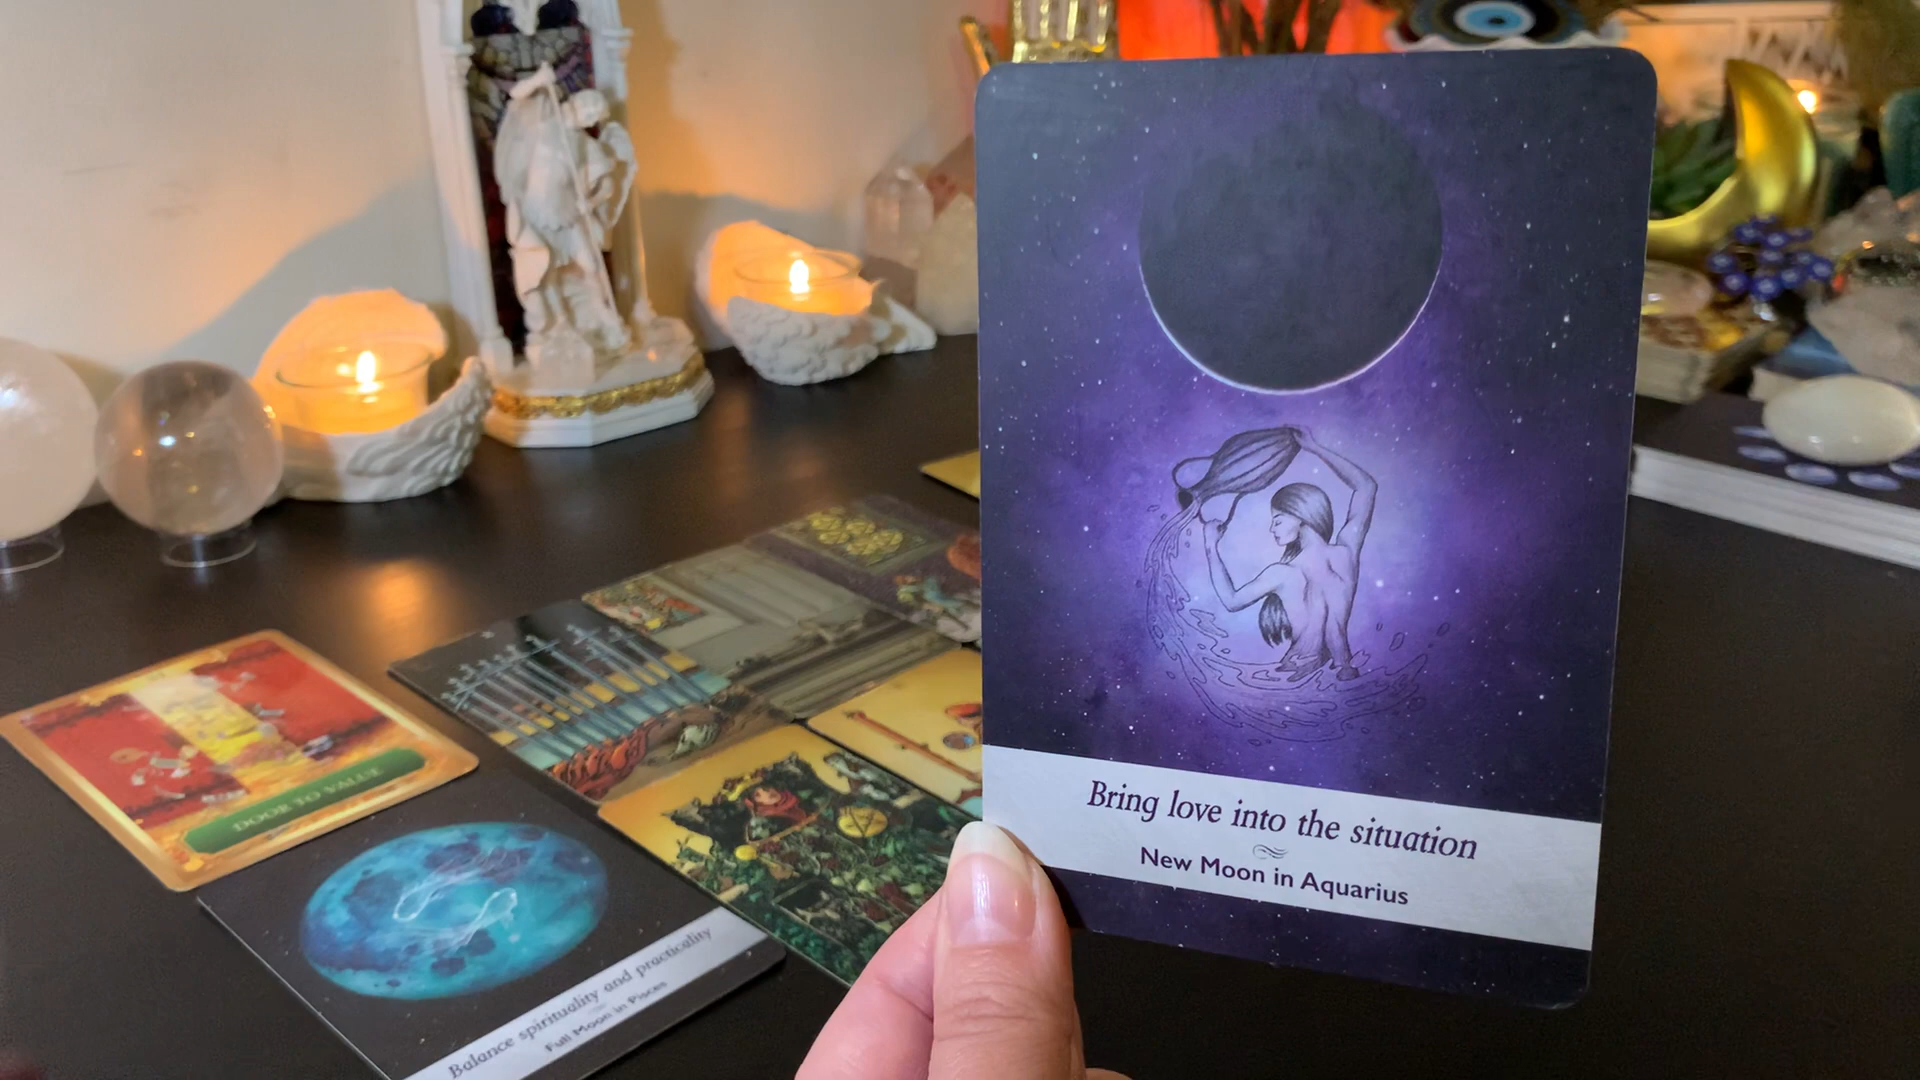 Bring love into the situation
New Moon in Aquarius
DOOR TO VALUE
Balance spirituality and practicality
Full Moon in Pisces